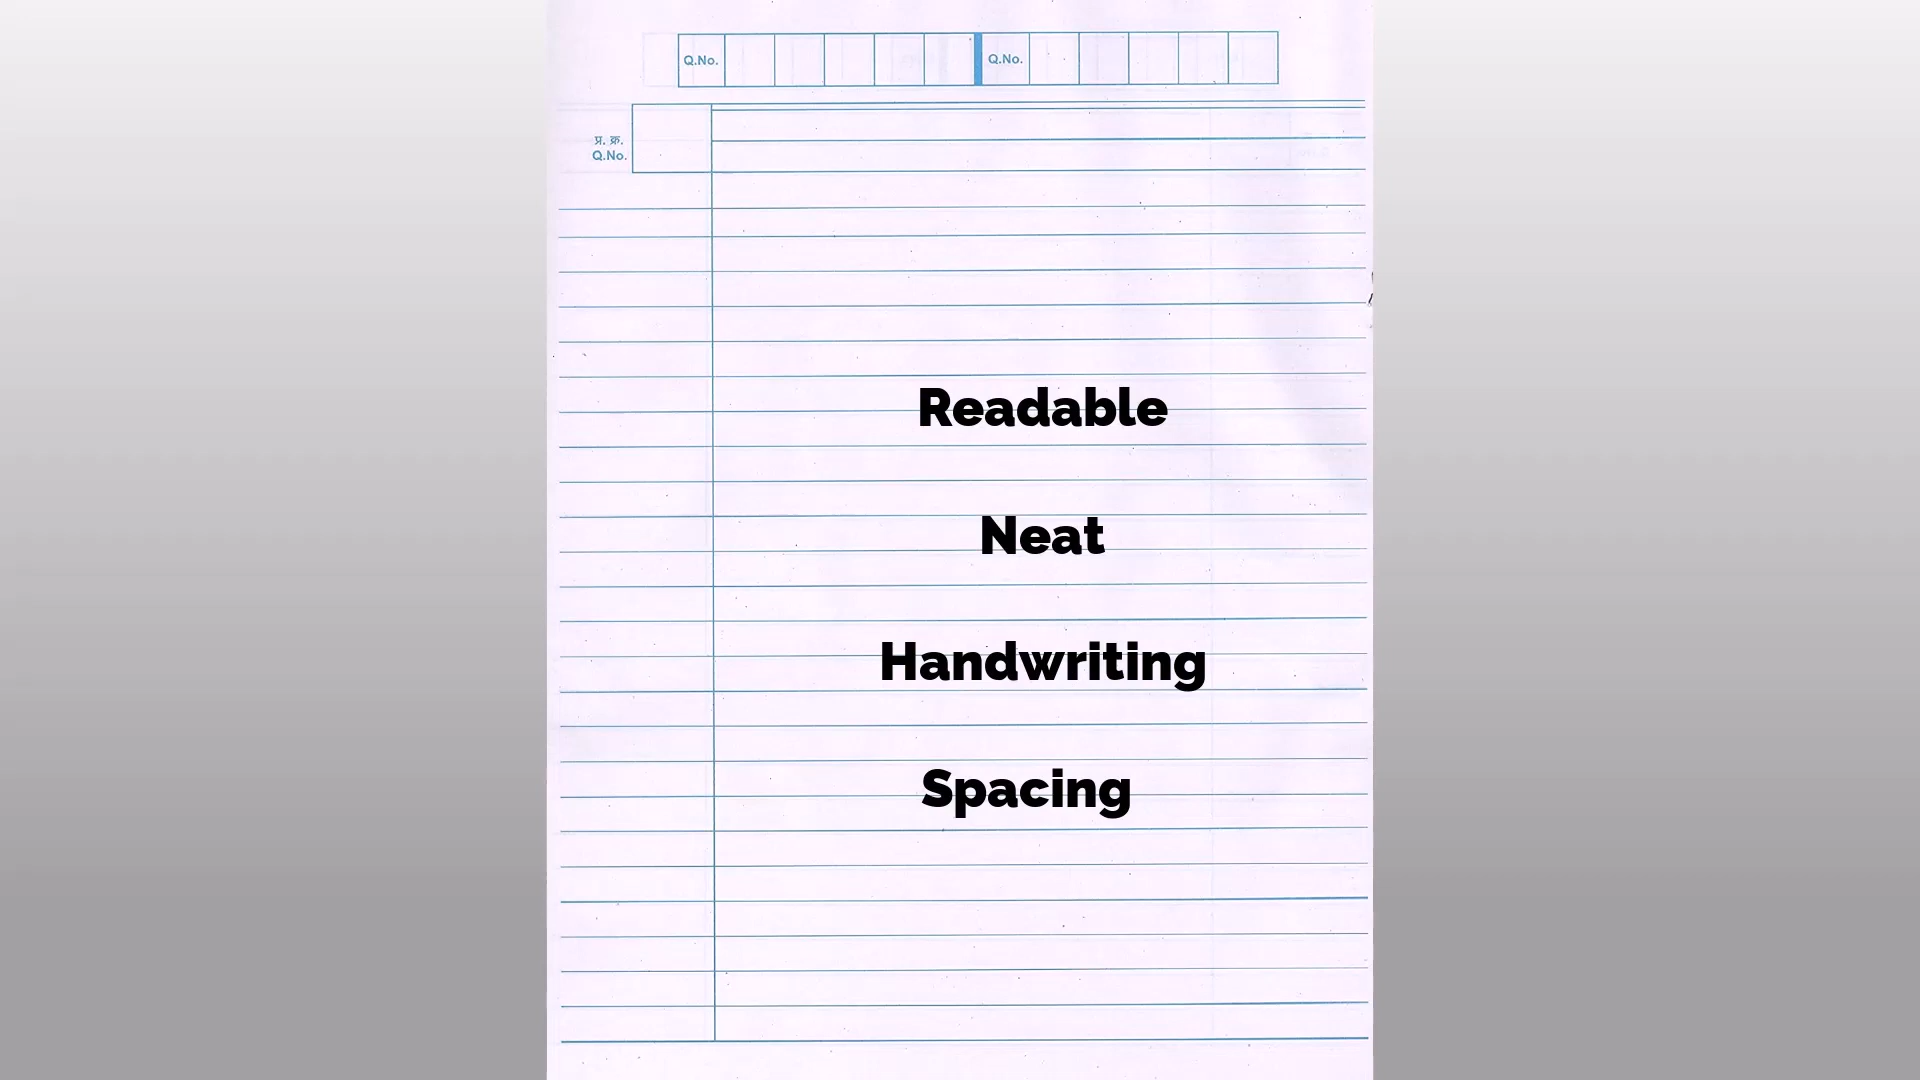 Q.No. Q.No.
प्र. क्र.
Q.No.
Readable
Neat
Handwriting
Spacing